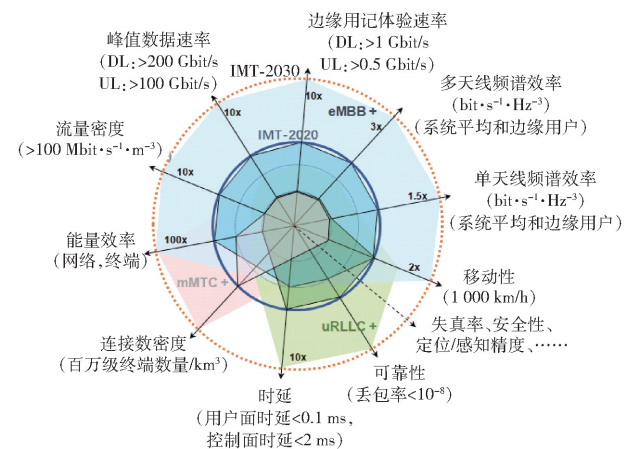 峰值数据速率
(DL:>200 Gbit/s
UL:>100 Gbit/s)
IMT-2030
边缘用记体验速率
(DL:>1 Gbit/s
UL:>0.5 Gbit/s)
多天线频谱效率
(bit·s⁻¹·Hz⁻³)
(系统平均和边缘用户)
流量密度
(>100 Mbit·s⁻¹·m⁻³)
10x
10x
eMBB +
3x
IMT-2020
10x
1.5x
单天线频谱效率
(bit·s⁻¹·Hz⁻³)
(系统平均和边缘用户)
能量效率
(网络,终端)
100x
2x
移动性
(1 000 km/h)
mMTC +
uRLLC +
失真率、安全性、
定位/感知精度、……
连接数密度
(百万级终端数量/km³)
10x
可靠性
(丢包率<10⁻⁸)
时延
(用户面时延<0.1 ms,
控制面时延<2 ms)